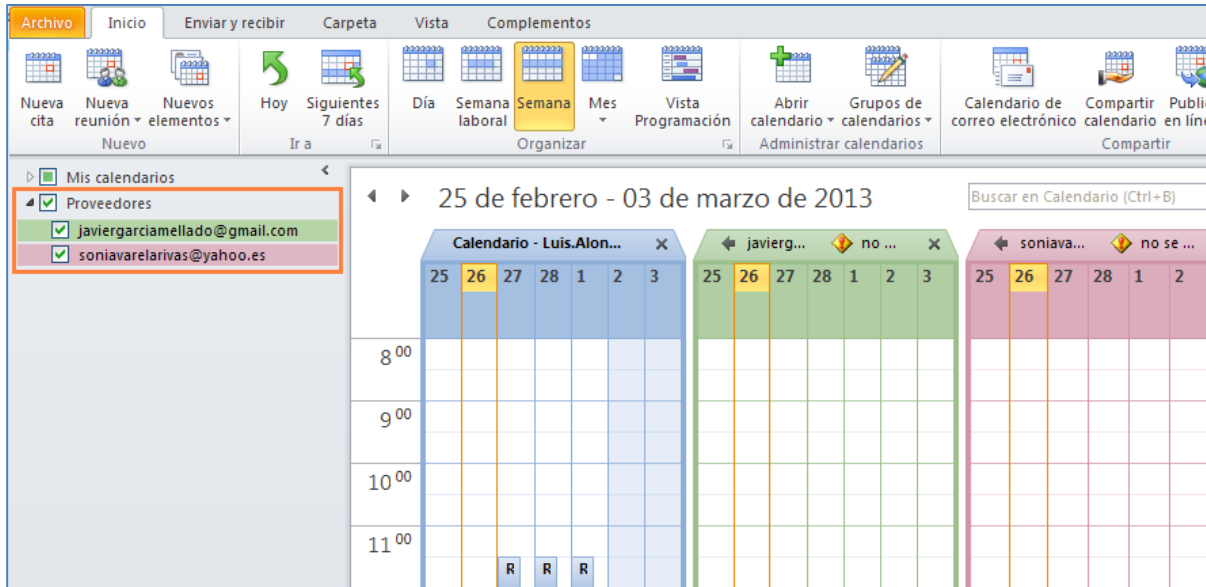 Archivo Inicio Enviar y recibir Carpeta Vista Complementos
Nueva cita
Nueva reunión
Nuevos elementos
Hoy
Siguientes 7 días
Día
Semana laboral
Semana
Mes
Vista Programación
Abrir calendario
Grupos de calendarios
Calendario de correo electrónico
Compartir calendario
en
Nuevo Ir a Organizar Administrar calendarios Compartir
Mis calendarios
Proveedores
javiergarciamellado@gmail.com
soniavarelarivas@yahoo.es
25 de febrero - 03 de marzo de 2013
Buscar en Calendario (Ctrl+B)
Calendario - Luis.Alon... javierg... no ... soniava... no se ...
25 26 27 28 1 2 3 25 26 27 28 1 2 3 25 26 27 28 1 2
8 00
9 00
10 00
11 00
R R R